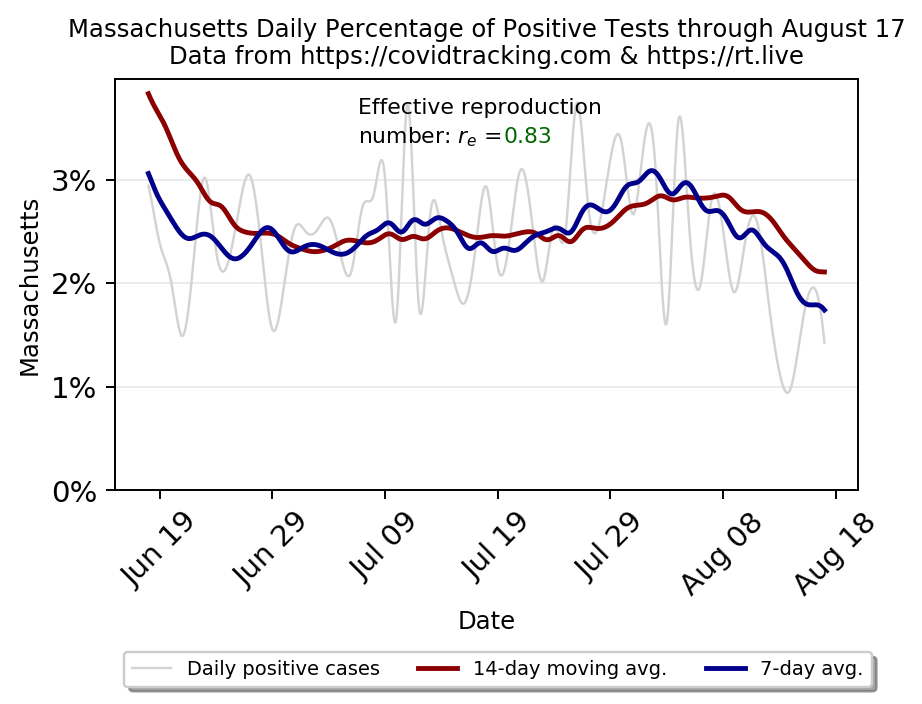 Massachusetts Daily Percentage of Positive Tests through August 17
Data from https://covidtracking.com & https://rt.live
Effective reproduction
number: rₑ =0.83
Massachusetts
3%
2%
1%
0%
Jun 19
Jun 29
Jul 09
Jul 19
Jul 29
Aug 08
Aug 18
Date
Daily positive cases
14-day moving avg.
7-day avg.